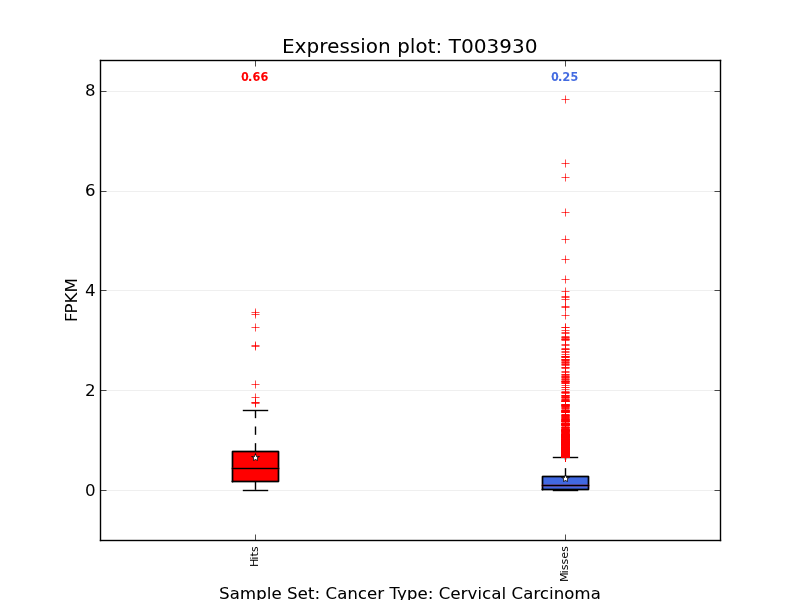 Expression plot: T003930
0.66
0.25
8
6
4
2
0
FPKM
Hits
Misses
Sample Set: Cancer Type: Cervical Carcinoma